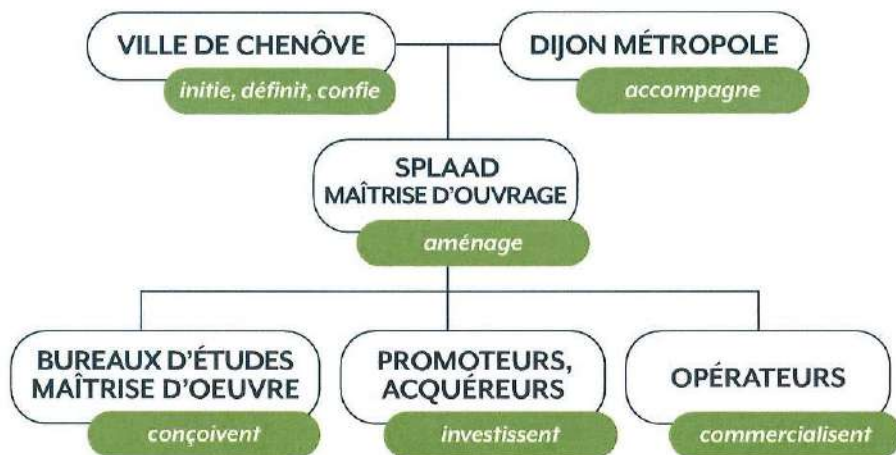 VILLE DE CHENÔVE
initie, définit, confie
DIJON MÉTROPOLE
accompagne
SPLAAD
MAÎTRISE D'OUVRAGE
aménage
BUREAUX D'ÉTUDES
MAÎTRISE D'OEUVRE
conçoivent
PROMOTEURS,
ACQUÉREURS
investissent
OPÉRATEURS
commercialisent